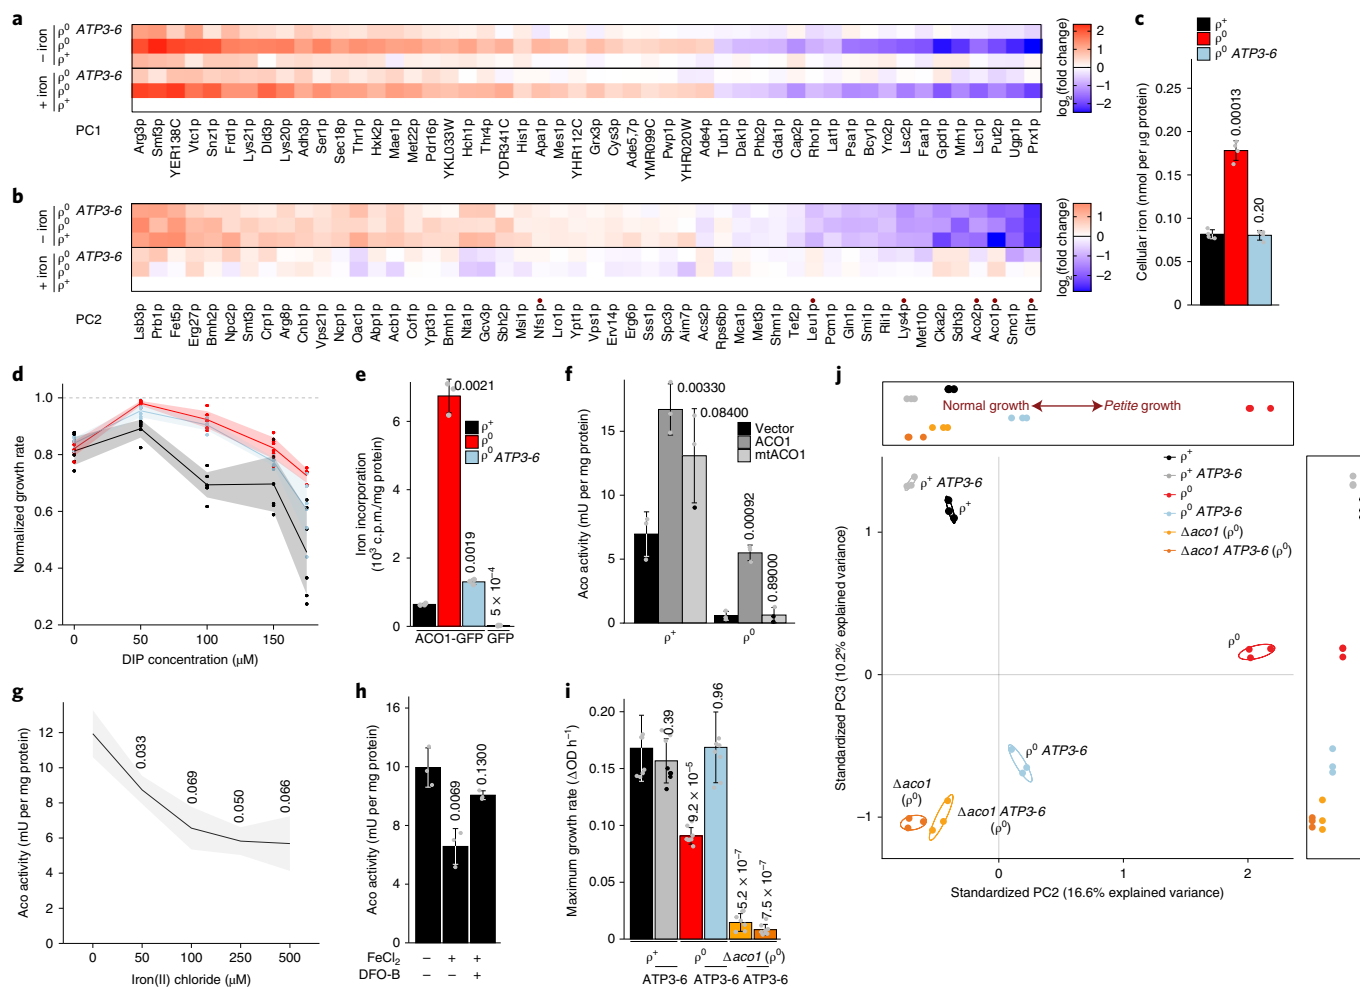 a
− iron
ρ⁰ ATP3-6
ρ⁰
ρ⁺
+ iron
ρ⁰ ATP3-6
ρ⁰
ρ⁺
PC1
Arg3p
Smf3p
YER138C
Vtc1p
Snz1p
Frd1p
Lys21p
Dld3p
Lys20p
Adh3p
Ser1p
Sec18p
Thr1p
Hxk2p
Mae1p
Met22p
Pdr16p
YKL033W
Hch1p
Thr4p
YDR341C
His1p
Apa1p
Mes1p
YHR112C
Grx3p
Cys3p
Ade5,7p
YMR099C
Pwp1p
YHR020W
Ade4p
Tub1p
Dak1p
Phb2p
Gda1p
Cap2p
Rho1p
Lat1p
Psa1p
Bcy1p
Yro2p
Lsc2p
Faa1p
Gpd1p
Mrh1p
Lsc1p
Put2p
Ugp1p
Prx1p
log₂(fold change)
2
1
0
−1
−2
b
− iron
ρ⁰ ATP3-6
ρ⁰
ρ⁺
+ iron
ρ⁰ ATP3-6
ρ⁰
ρ⁺
PC2
Lsb3p
Prb1p
Fet5p
Erg27p
Bmh2p
Npc2p
Smt3p
Crp1p
Arg8p
Cnb1p
Vps21p
Ncp1p
Oac1p
Abp1p
Acb1p
Cof1p
Ypt31p
Bmh1p
Nta1p
Gcv3p
Sbh2p
Msi1p
Nfs1p
Lro1p
Ypt1p
Vps1p
Erv14p
Erg6p
Sss1p
Spc3p
Aim7p
Acs2p
Rps6bp
Mca1p
Met3p
Shm1p
Tef2p
Leu1p
Pcm1p
Gln1p
Smi1p
Rli1p
Lys4p
Met10p
Cka2p
Sdh3p
Aco2p
Aco1p
Smc1p
Glt1p
log₂(fold change)
1
0
−1
−2
c
ρ⁺
ρ⁰
ρ⁰ ATP3-6
Cellular iron (nmol per µg protein)
0.25
0.20
0.15
0.10
0.05
0
0.00013
0.20
d
Normalized growth rate
1.0
0.8
0.6
0.4
0.2
0
50
100
150
DIP concentration (µM)
e
Iron incorporation
(10³ c.p.m./mg protein)
6
4
2
0
0.0021
0.0019
5 × 10⁻⁴
ρ⁺
ρ⁰
ρ⁰ ATP3-6
ACO1-GFP
GFP
f
Aco activity (mU per mg protein)
15
10
5
0
0.00330
0.08400
0.00092
0.89000
Vector
ACO1
mtACO1
ρ⁺
ρ⁰
g
Aco activity (mU per mg protein)
12
10
8
6
4
2
0
0.033
0.069
0.050
0.066
0
50
100
250
500
Iron(II) chloride (µM)
h
Aco activity (mU per mg protein)
16
12
8
4
0
0.0069
0.1300
FeCl₂ − + +
DFO-B − − +
i
Maximum growth rate (ΔOD h⁻¹)
0.20
0.15
0.10
0.05
0
0.39
9.2 × 10⁻⁵
0.96
5.2 × 10⁻⁷
7.5 × 10⁻⁷
ρ⁺
ρ⁰
Δaco1 (ρ⁰)
ATP3-6 ATP3-6 ATP3-6
j
Normal growth
Petite growth
ρ⁺
ρ⁺ ATP3-6
ρ⁰
ρ⁰ ATP3-6
Δaco1 (ρ⁰)
Δaco1 ATP3-6 (ρ⁰)
ρ⁺ ATP3-6
ρ⁺
ρ⁰
ρ⁰ ATP3-6
Δaco1
(ρ⁰)
Δaco1 ATP3-6
(ρ⁰)
Standardized PC3 (10.2% explained variance)
1
0
−1
0
1
2
Standardized PC2 (16.6% explained variance)